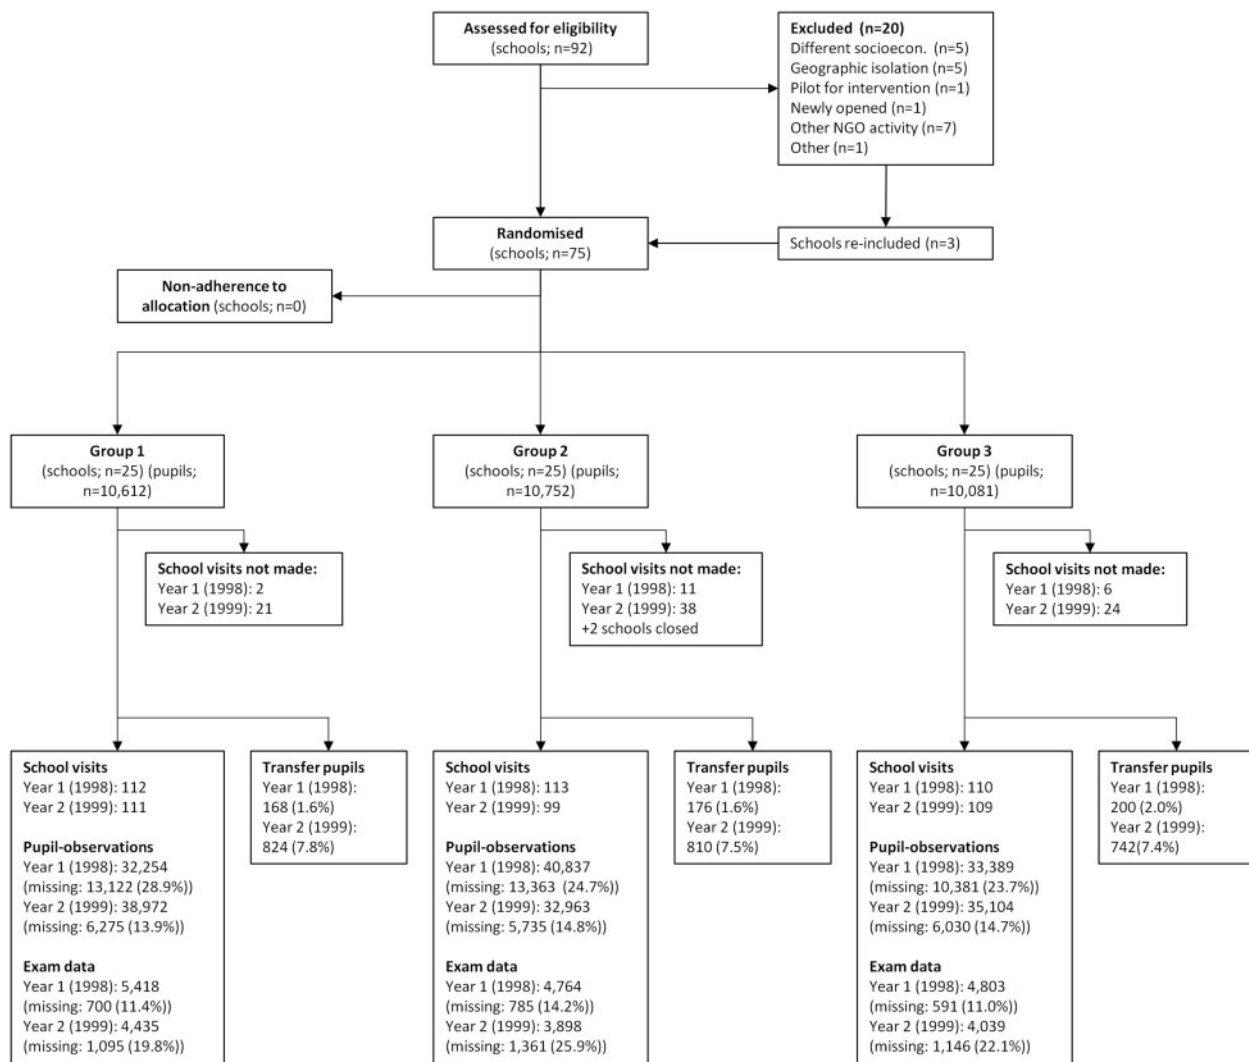 Assessed for eligibility
(schools; n=92)
Excluded (n=20)
Different socioecon. (n=5)
Geographic isolation (n=5)
Pilot for intervention (n=1)
Newly opened (n=1)
Other NGO activity (n=7)
Other (n=1)
Randomised
(schools; n=75)
Schools re-included (n=3)
Non-adherence to
allocation (schools; n=0)
Group 1
(schools; n=25) (pupils;
n=10,612)
Group 2
(schools; n=25) (pupils;
n=10,752)
Group 3
(schools; n=25) (pupils;
n=10,081)
School visits not made:
Year 1 (1998): 2
Year 2 (1999): 21
School visits not made:
Year 1 (1998): 11
Year 2 (1999): 38
+2 schools closed
School visits not made:
Year 1 (1998): 6
Year 2 (1999): 24
School visits
Year 1 (1998): 112
Year 2 (1999): 111
Pupil-observations
Year 1 (1998): 32,254
(missing: 13,122 (28.9%))
Year 2 (1999): 38,972
(missing: 6,275 (13.9%))
Exam data
Year 1 (1998): 5,418
(missing: 700 (11.4%))
Year 2 (1999): 4,435
(missing: 1,095 (19.8%))
Transfer pupils
Year 1 (1998):
168 (1.6%)
Year 2 (1999):
824 (7.8%)
School visits
Year 1 (1998): 113
Year 2 (1999): 99
Pupil-observations
Year 1 (1998): 40,837
(missing: 13,363 (24.7%))
Year 2 (1999): 32,963
(missing: 5,735 (14.8%))
Exam data
Year 1 (1998): 4,764
(missing: 785 (14.2%))
Year 2 (1999): 3,898
(missing: 1,361 (25.9%))
Transfer pupils
Year 1 (1998):
176 (1.6%)
Year 2 (1999):
810 (7.5%)
School visits
Year 1 (1998): 110
Year 2 (1999): 109
Pupil-observations
Year 1 (1998): 33,389
(missing: 10,381 (23.7%))
Year 2 (1999): 35,104
(missing: 6,030 (14.7%))
Exam data
Year 1 (1998): 4,803
(missing: 591 (11.0%))
Year 2 (1999): 4,039
(missing: 1,146 (22.1%))
Transfer pupils
Year 1 (1998):
200 (2.0%)
Year 2 (1999):
742(7.4%)